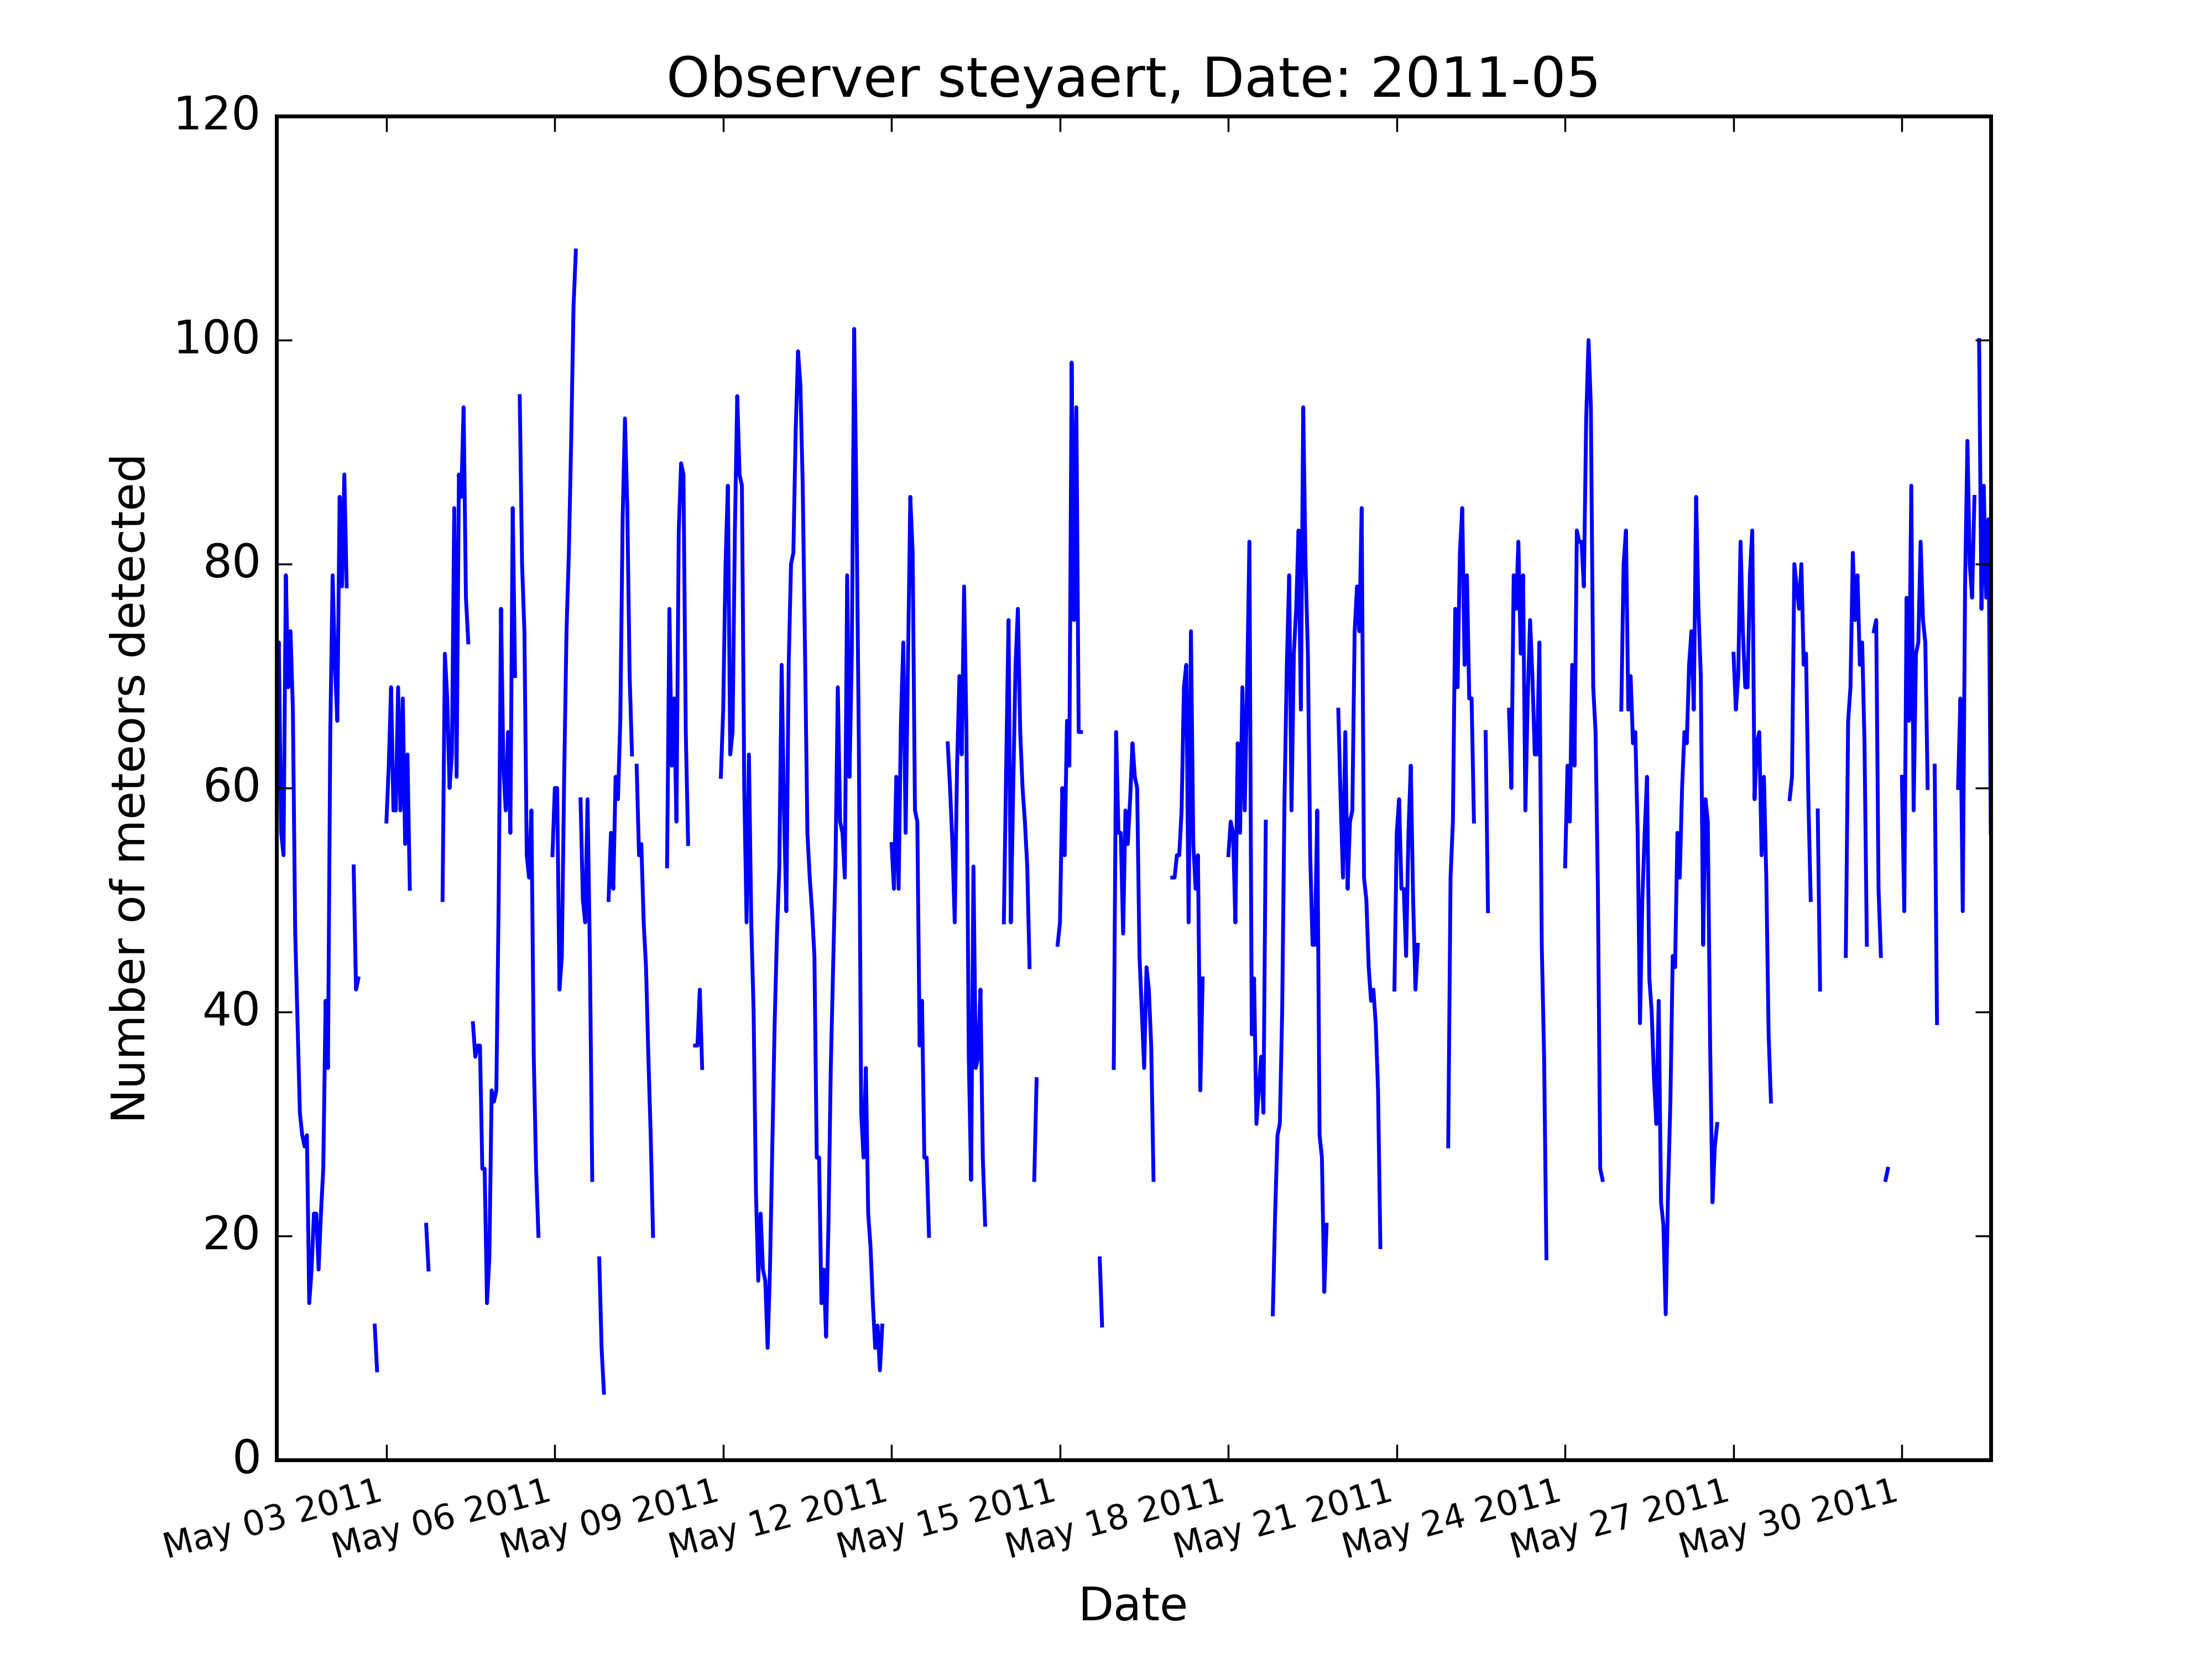 Observer steyaert, Date: 2011-05
120
100
80
60
40
20
0
Number of meteors detected
May 03 2011
May 06 2011
May 09 2011
May 12 2011
May 15 2011
May 18 2011
May 21 2011
May 24 2011
May 27 2011
May 30 2011
Date